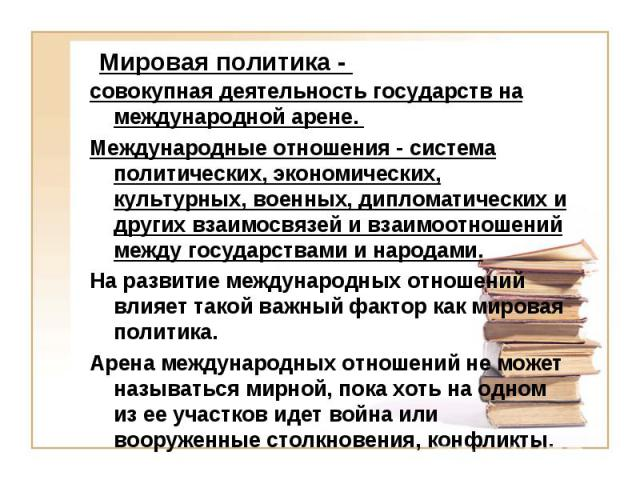 Мировая политика -
совокупная деятельность государств на
международной арене.
Международные отношения - система
политических, экономических,
культурных, военных, дипломатических и
других взаимосвязей и взаимоотношений
между государствами и народами.
На развитие международных отношений
влияет такой важный фактор как мировая
политика.
Арена международных отношений не может
называться мирной, пока хоть на одном
из ее участков идет война или
вооруженные столкновения, конфликты.